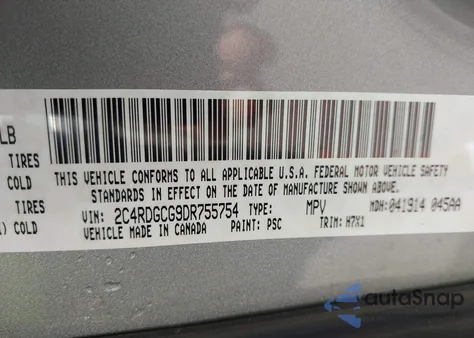 LB
TIRES
COLD
TIRES
COLD
THIS VEHICLE CONFORMS TO ALL APPLICABLE U.S.A. FEDERAL MOTOR VEHICLE SAFETY
STANDARDS IN EFFECT ON THE DATE OF MANUFACTURE SHOWN ABOVE.
VIN: 2C4RDGCG9DR755754 TYPE: MPV MDH:041914 045AA
VEHICLE MADE IN CANADA PAINT: PSC TRIM: H7X1
autoSnap